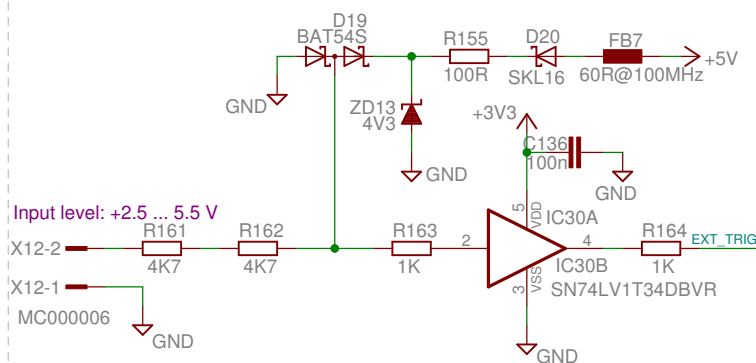 D19
BAT54S
R155
100R
D20
SKL16
FB7
60R@100MHz
+5V
GND
ZD13
4V3
GND
+3V3
C136
100n
GND
Input level: +2.5 ... 5.5 V
X12-2
R161
4K7
R162
4K7
R163
1K
2
5
VDD
IC30A
4
R164
1K
EXT_TRIG
IC30B
3
VSS
SN74LV1T34DBVR
X12-1
MC000006
GND
GND